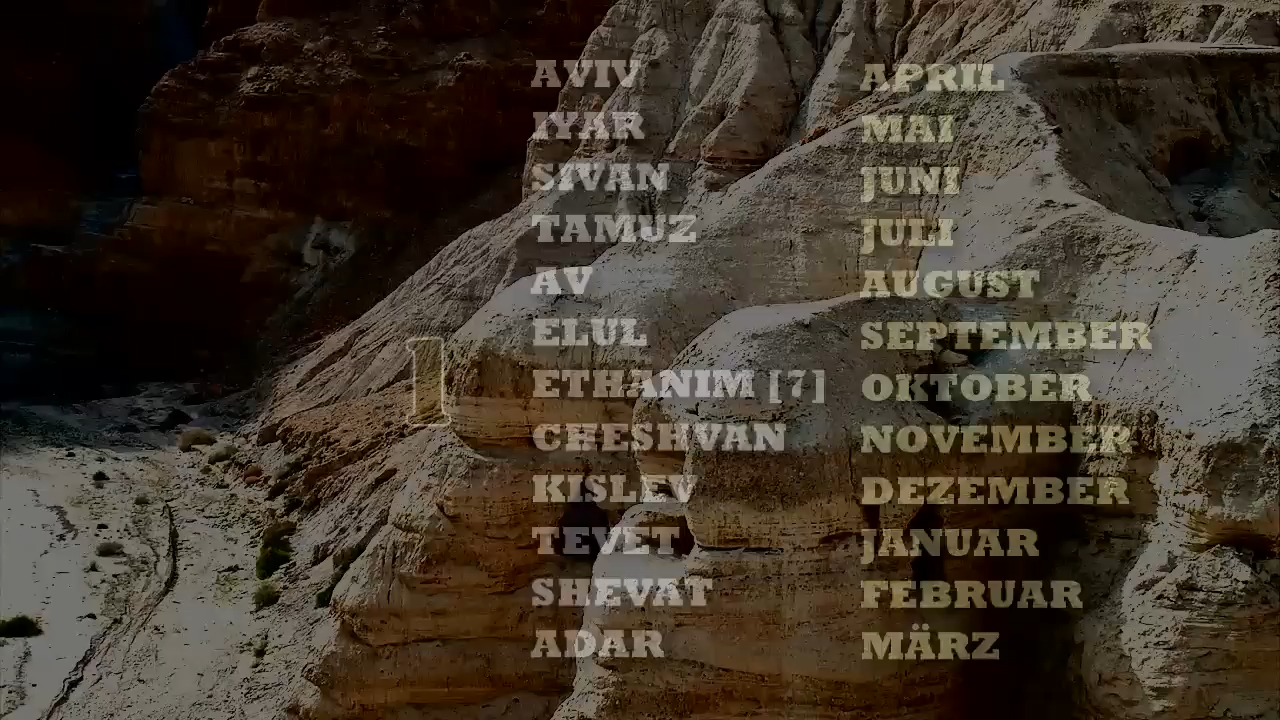 AVIV APRIL
IYAR MAI
SIVAN JUNI
TAMUZ JULI
AV AUGUST
ELUL SEPTEMBER
1
ETHANIM [7] OKTOBER
CHESHVAN NOVEMBER
KISLEV DEZEMBER
TEVET JANUAR
SHEVAT FEBRUAR
ADAR MÄRZ